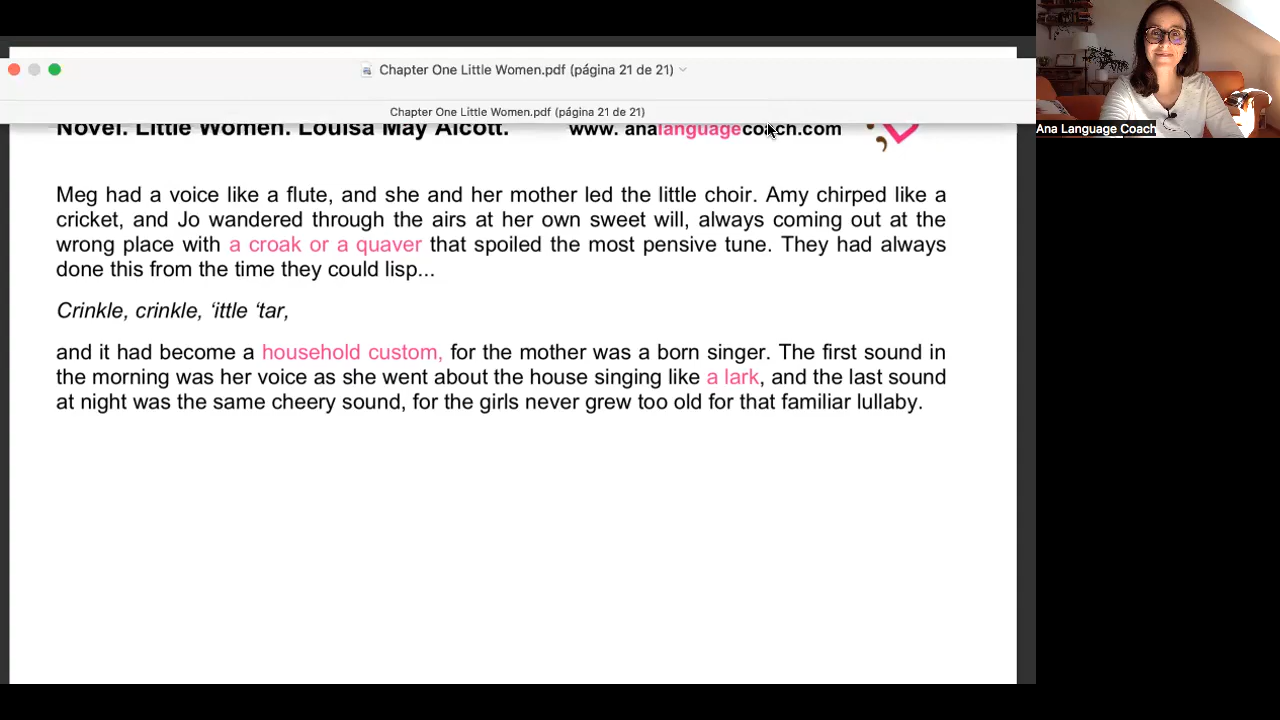 Chapter One Little Women.pdf (página 21 de 21)
Chapter One Little Women.pdf (página 21 de 21)
Novel. Little Women. Louisa May Alcott. www. analanguagecoach.com
Ana Language Coach
Meg had a voice like a flute, and she and her mother led the little choir. Amy chirped like a
cricket, and Jo wandered through the airs at her own sweet will, always coming out at the
wrong place with a croak or a quaver that spoiled the most pensive tune. They had always
done this from the time they could lisp...
Crinkle, crinkle, ‘ittle ‘tar,
and it had become a household custom, for the mother was a born singer. The first sound in
the morning was her voice as she went about the house singing like a lark, and the last sound
at night was the same cheery sound, for the girls never grew too old for that familiar lullaby.